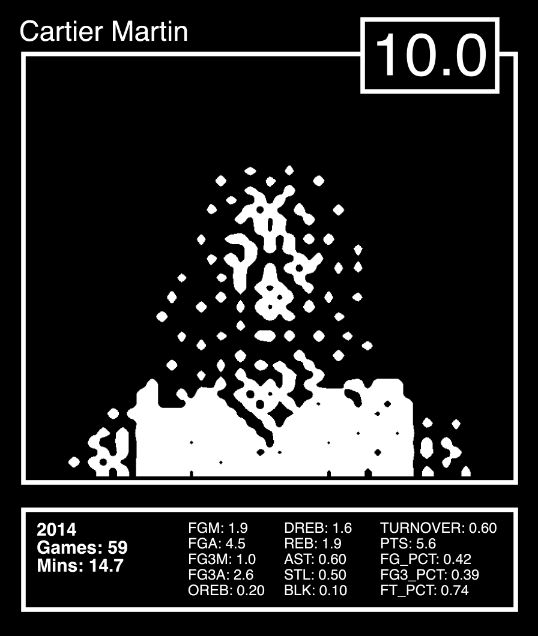 Cartier Martin
10.0
2014
Games: 59
Mins: 14.7
FGM: 1.9
FGA: 4.5
FG3M: 1.0
FG3A: 2.6
OREB: 0.20
DREB: 1.6
REB: 1.9
AST: 0.60
STL: 0.50
BLK: 0.10
TURNOVER: 0.60
PTS: 5.6
FG_PCT: 0.42
FG3_PCT: 0.39
FT_PCT: 0.74